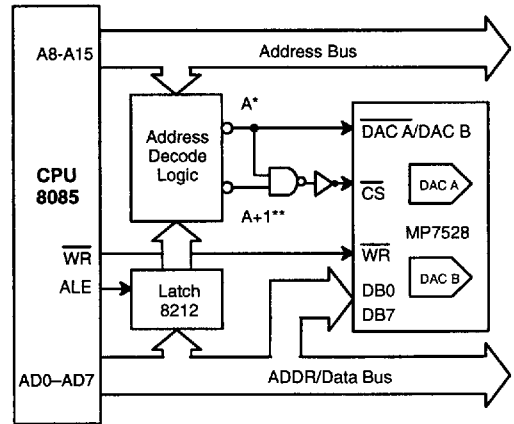 A8-A15
Address Bus
A*
Address
Decode
Logic
DAC A/DAC B
CPU
8085
CS
DAC A
A+1**
MP7528
WR
WR
ALE
Latch
8212
DB0
DAC B
DB7
AD0–AD7
ADDR/Data Bus